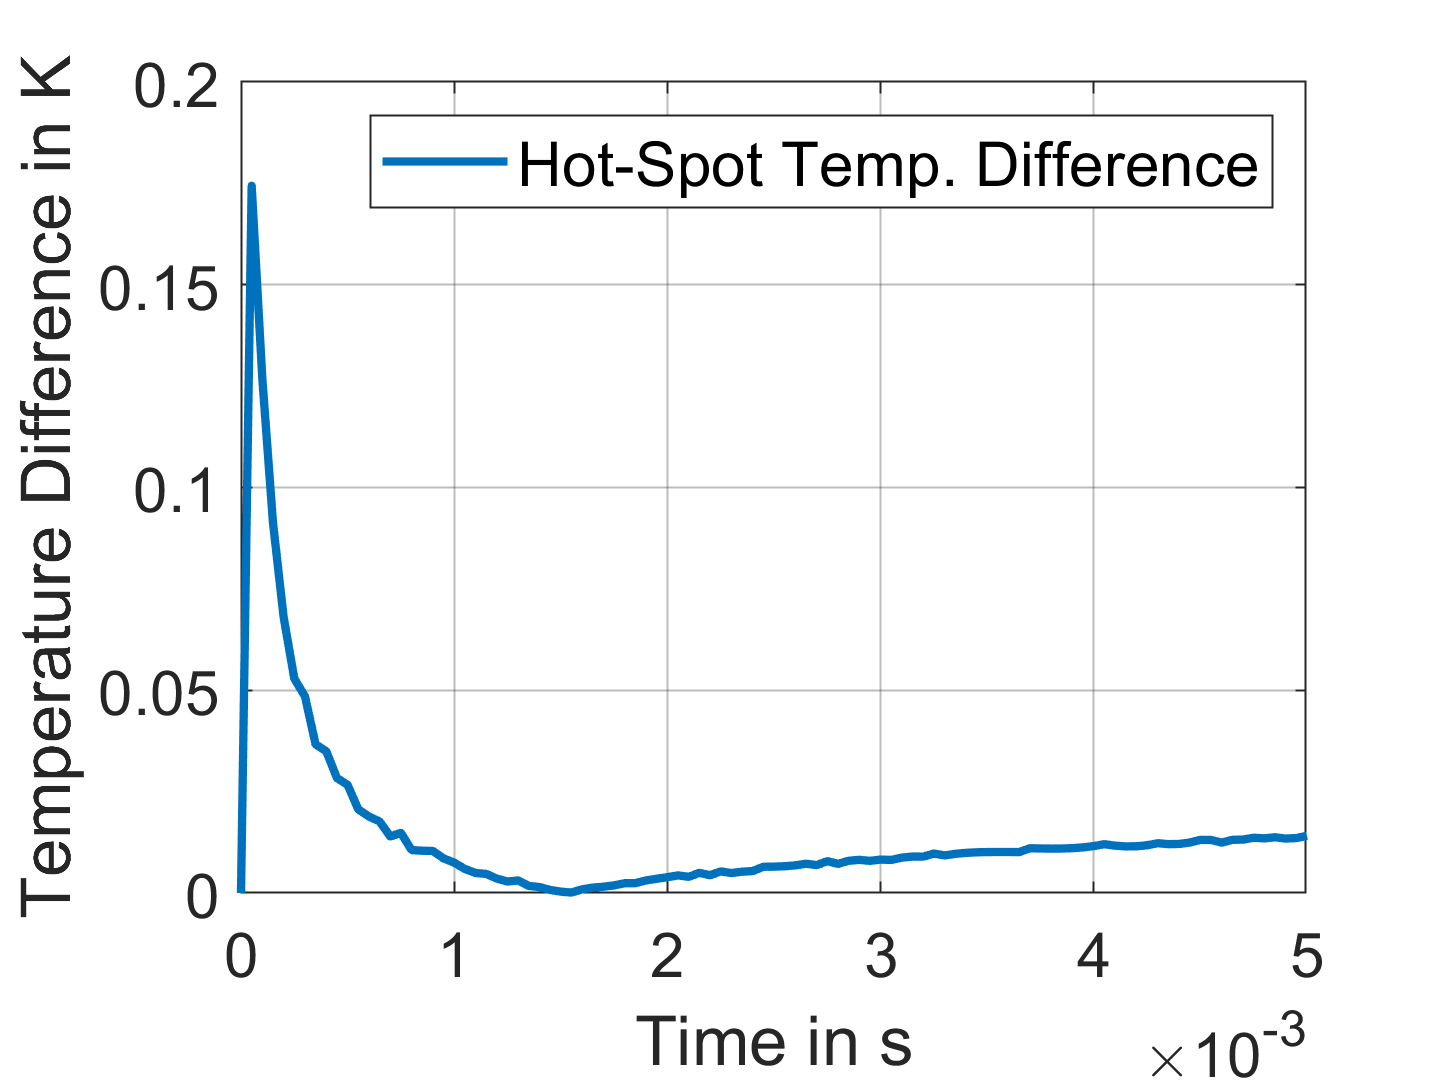 Temperature Difference in K
0.2
0.15
0.1
0.05
0
Hot-Spot Temp. Difference
0 1 2 3 4 5
Time in s
×10⁻³